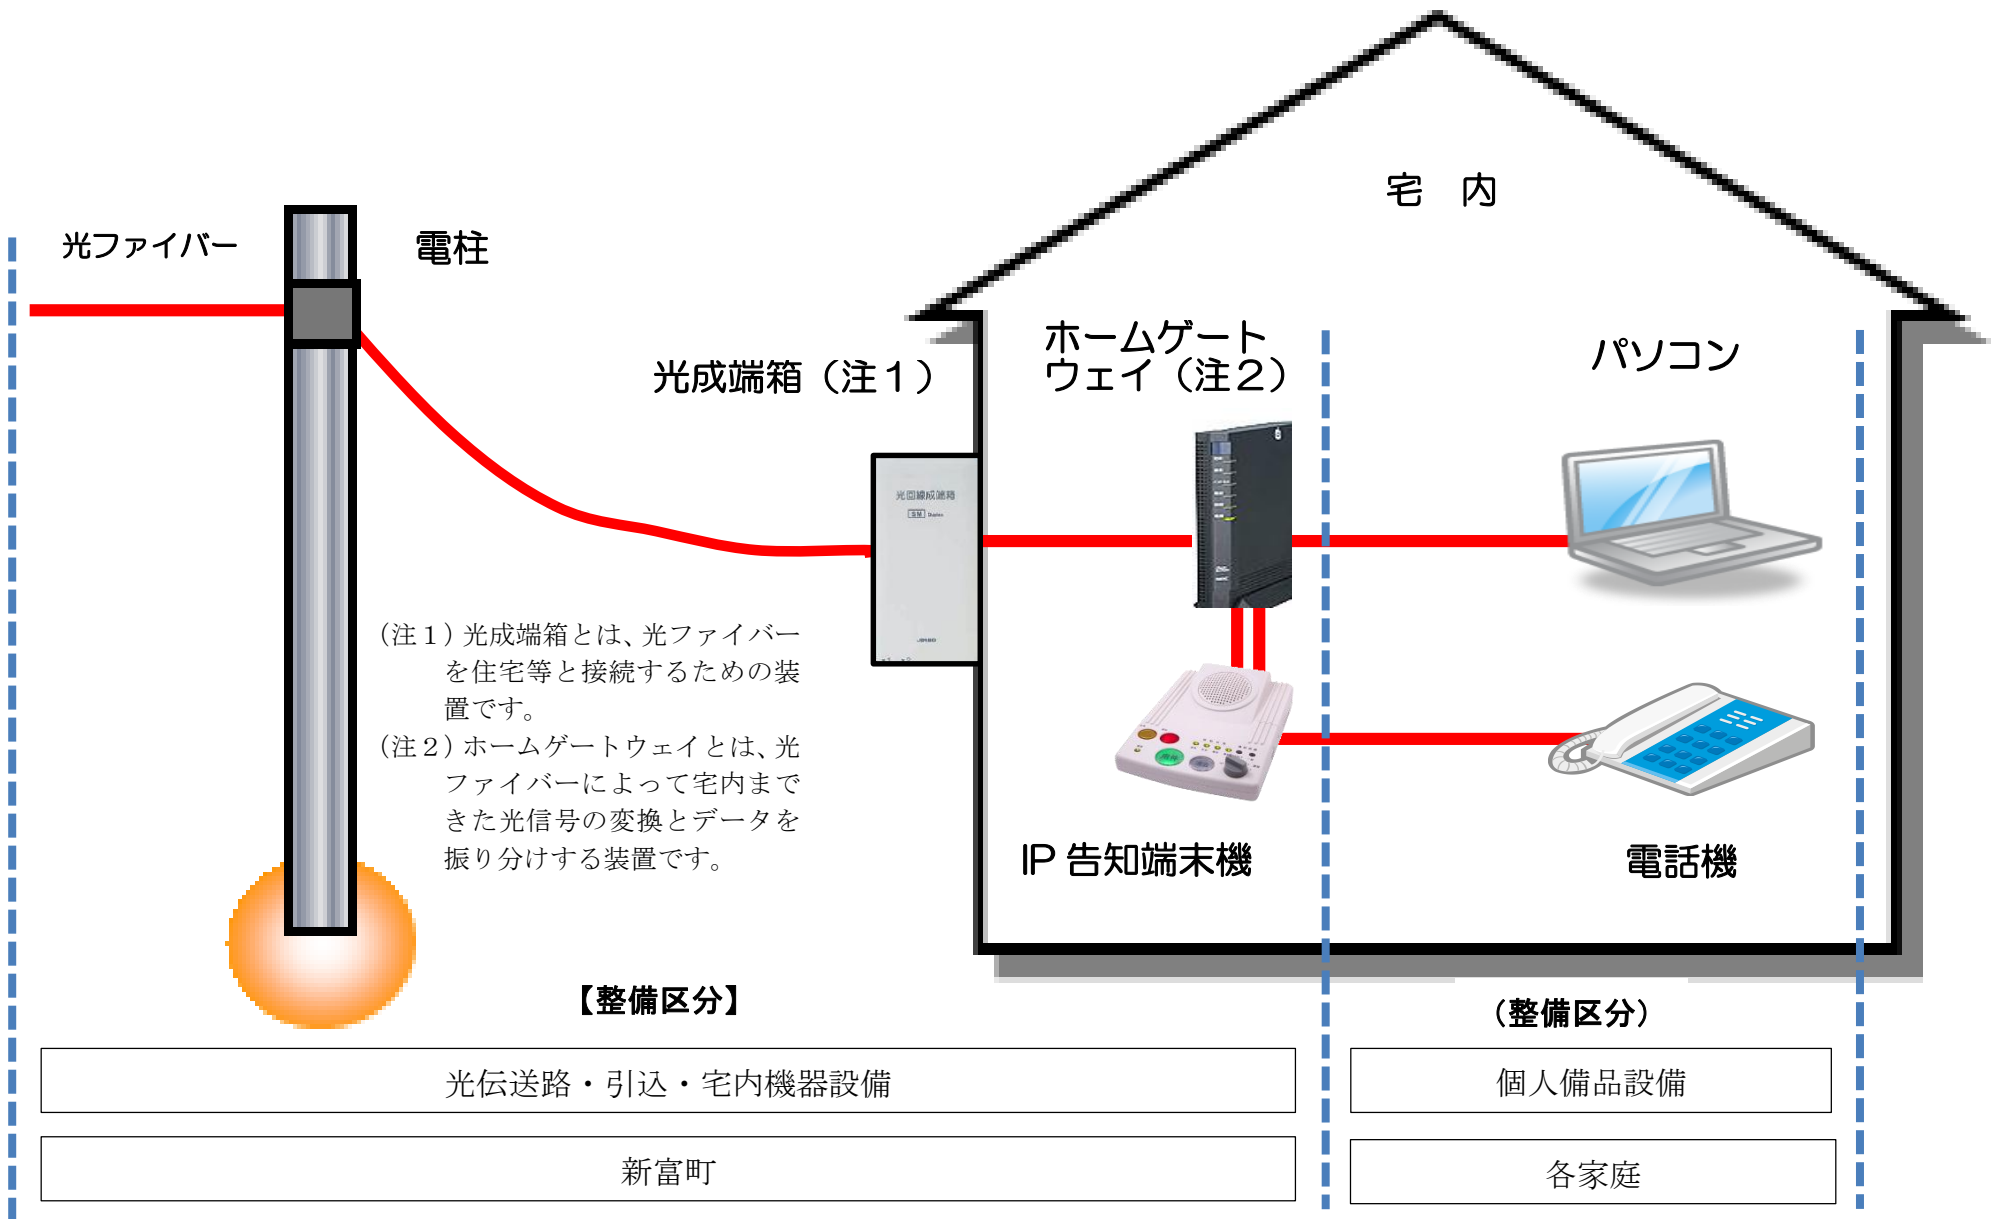 宅　内
光ファイバー
電柱
ホームゲート
ウェイ（注２）
パソコン
光成端箱（注１）
光回線成端箱
SM
（注１）光成端箱とは、光ファイバー
を住宅等と接続するための装
置です。
（注２）ホームゲートウェイとは、光
ファイバーによって宅内まで
きた光信号の変換とデータを
振り分けする装置です。
IP 告知端末機
電話機
【整備区分】
（整備区分）
光伝送路・引込・宅内機器設備
個人備品設備
新富町
各家庭